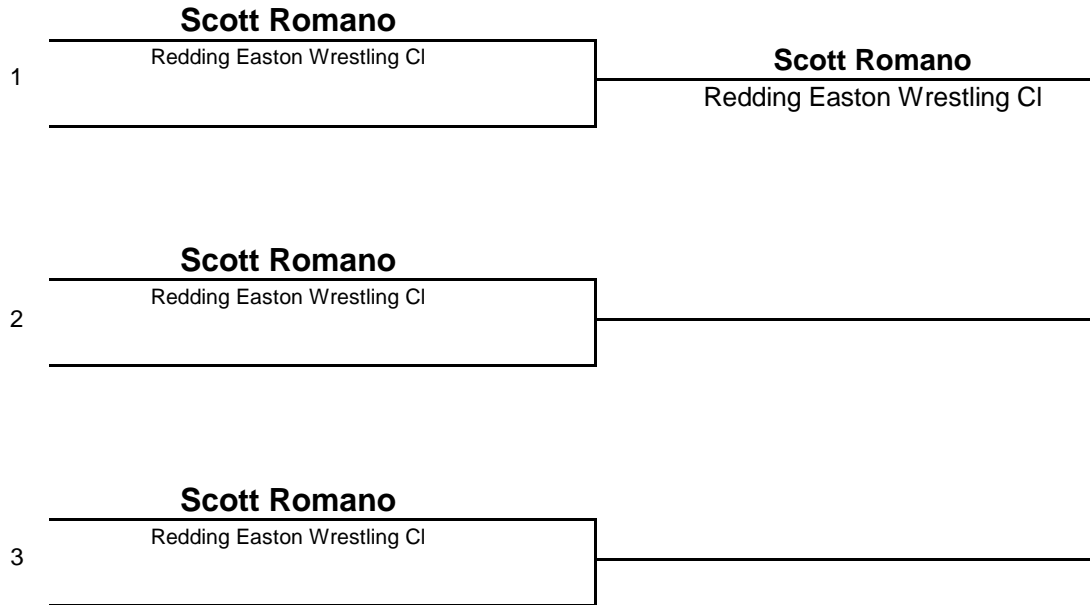 Scott Romano
Redding Easton Wrestling Cl
1
Scott Romano
Redding Easton Wrestling Cl
Scott Romano
Redding Easton Wrestling Cl
2
Scott Romano
Redding Easton Wrestling Cl
3